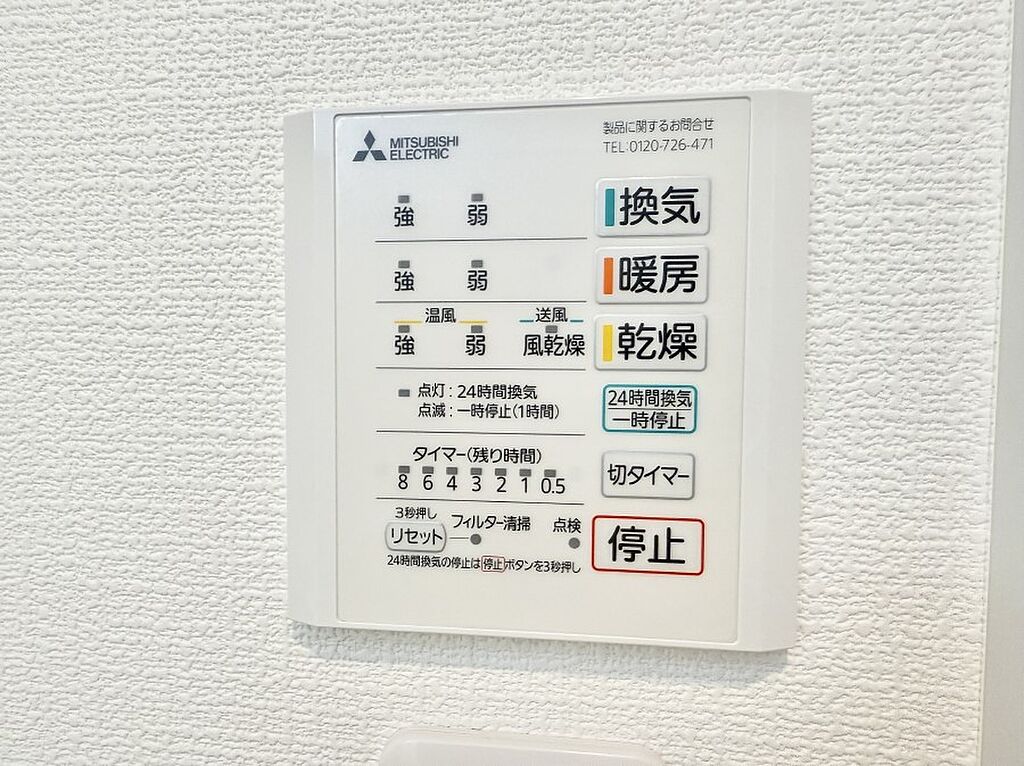 MITSUBISHI
ELECTRIC
製品に関するお問合せ
TEL:0120-726-471
強 弱 換気
強 弱 暖房
温風 送風
強 弱 風乾燥 乾燥
点灯：24時間換気
点滅：一時停止(1時間)
24時間換気
一時停止
タイマー(残り時間)
8 6 4 3 2 1 0.5
切タイマー
3秒押し
リセット フィルター清掃 点検
停止
24時間換気の停止は停止ボタンを3秒押し